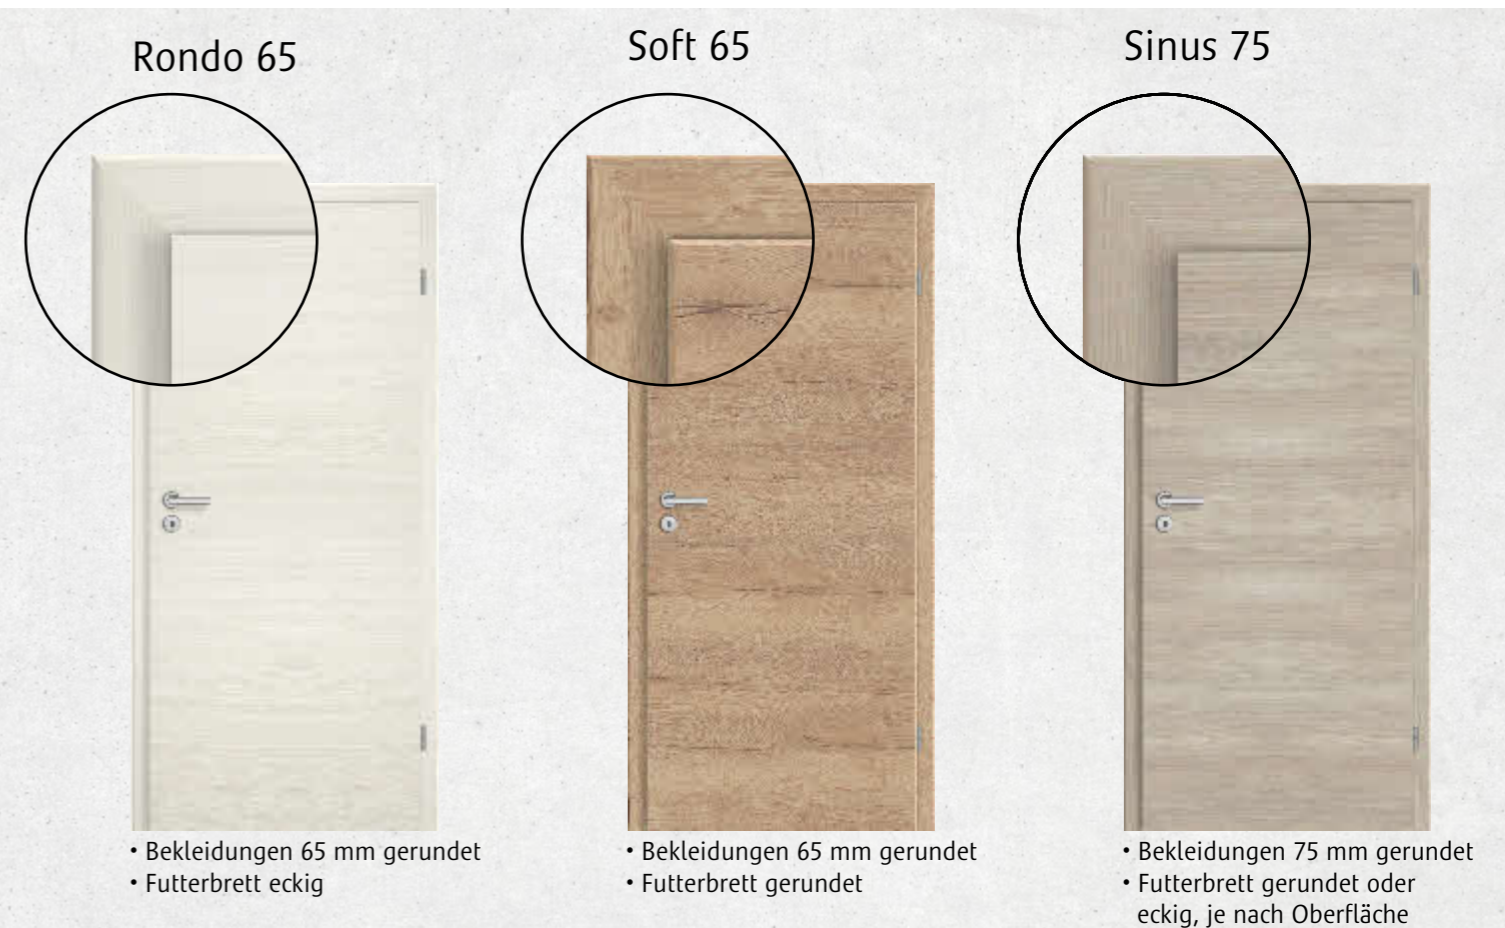 Rondo 65
Soft 65
Sinus 75
• Bekleidungen 65 mm gerundet
• Futterbrett eckig
• Bekleidungen 65 mm gerundet
• Futterbrett gerundet
• Bekleidungen 75 mm gerundet
• Futterbrett gerundet oder
eckig, je nach Oberfläche